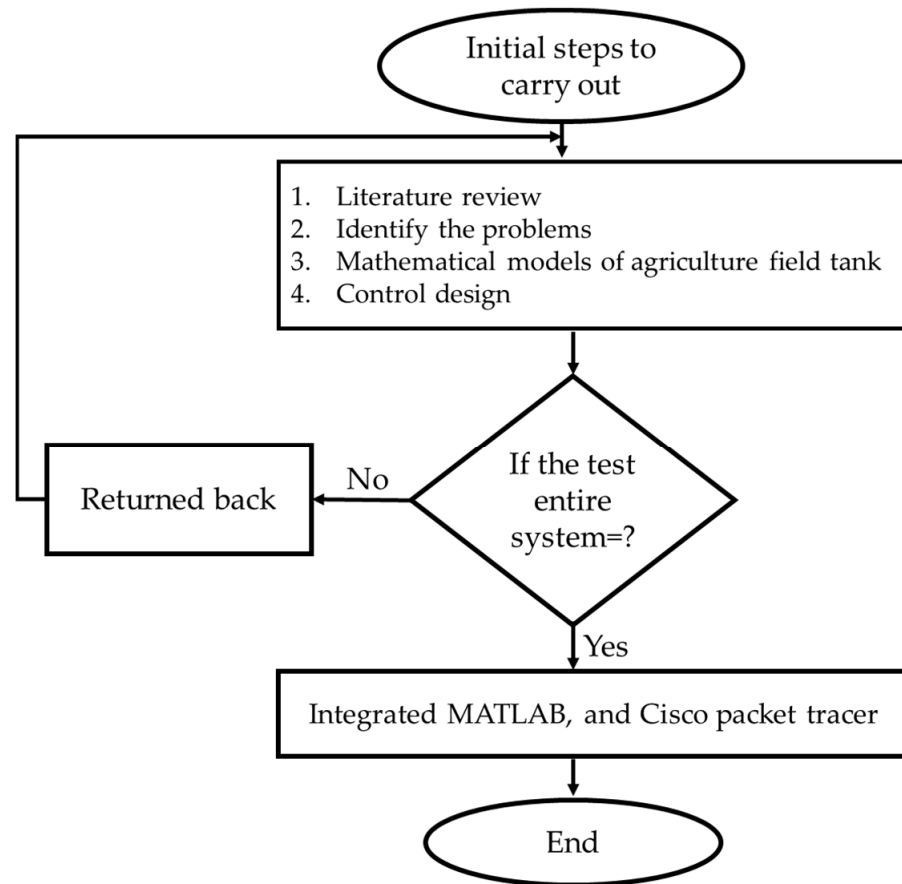 Initial steps to
carry out
1. Literature review
2. Identify the problems
3. Mathematical models of agriculture field tank
4. Control design
If the test
entire
system=?
No
Returned back
Yes
Integrated MATLAB, and Cisco packet tracer
End